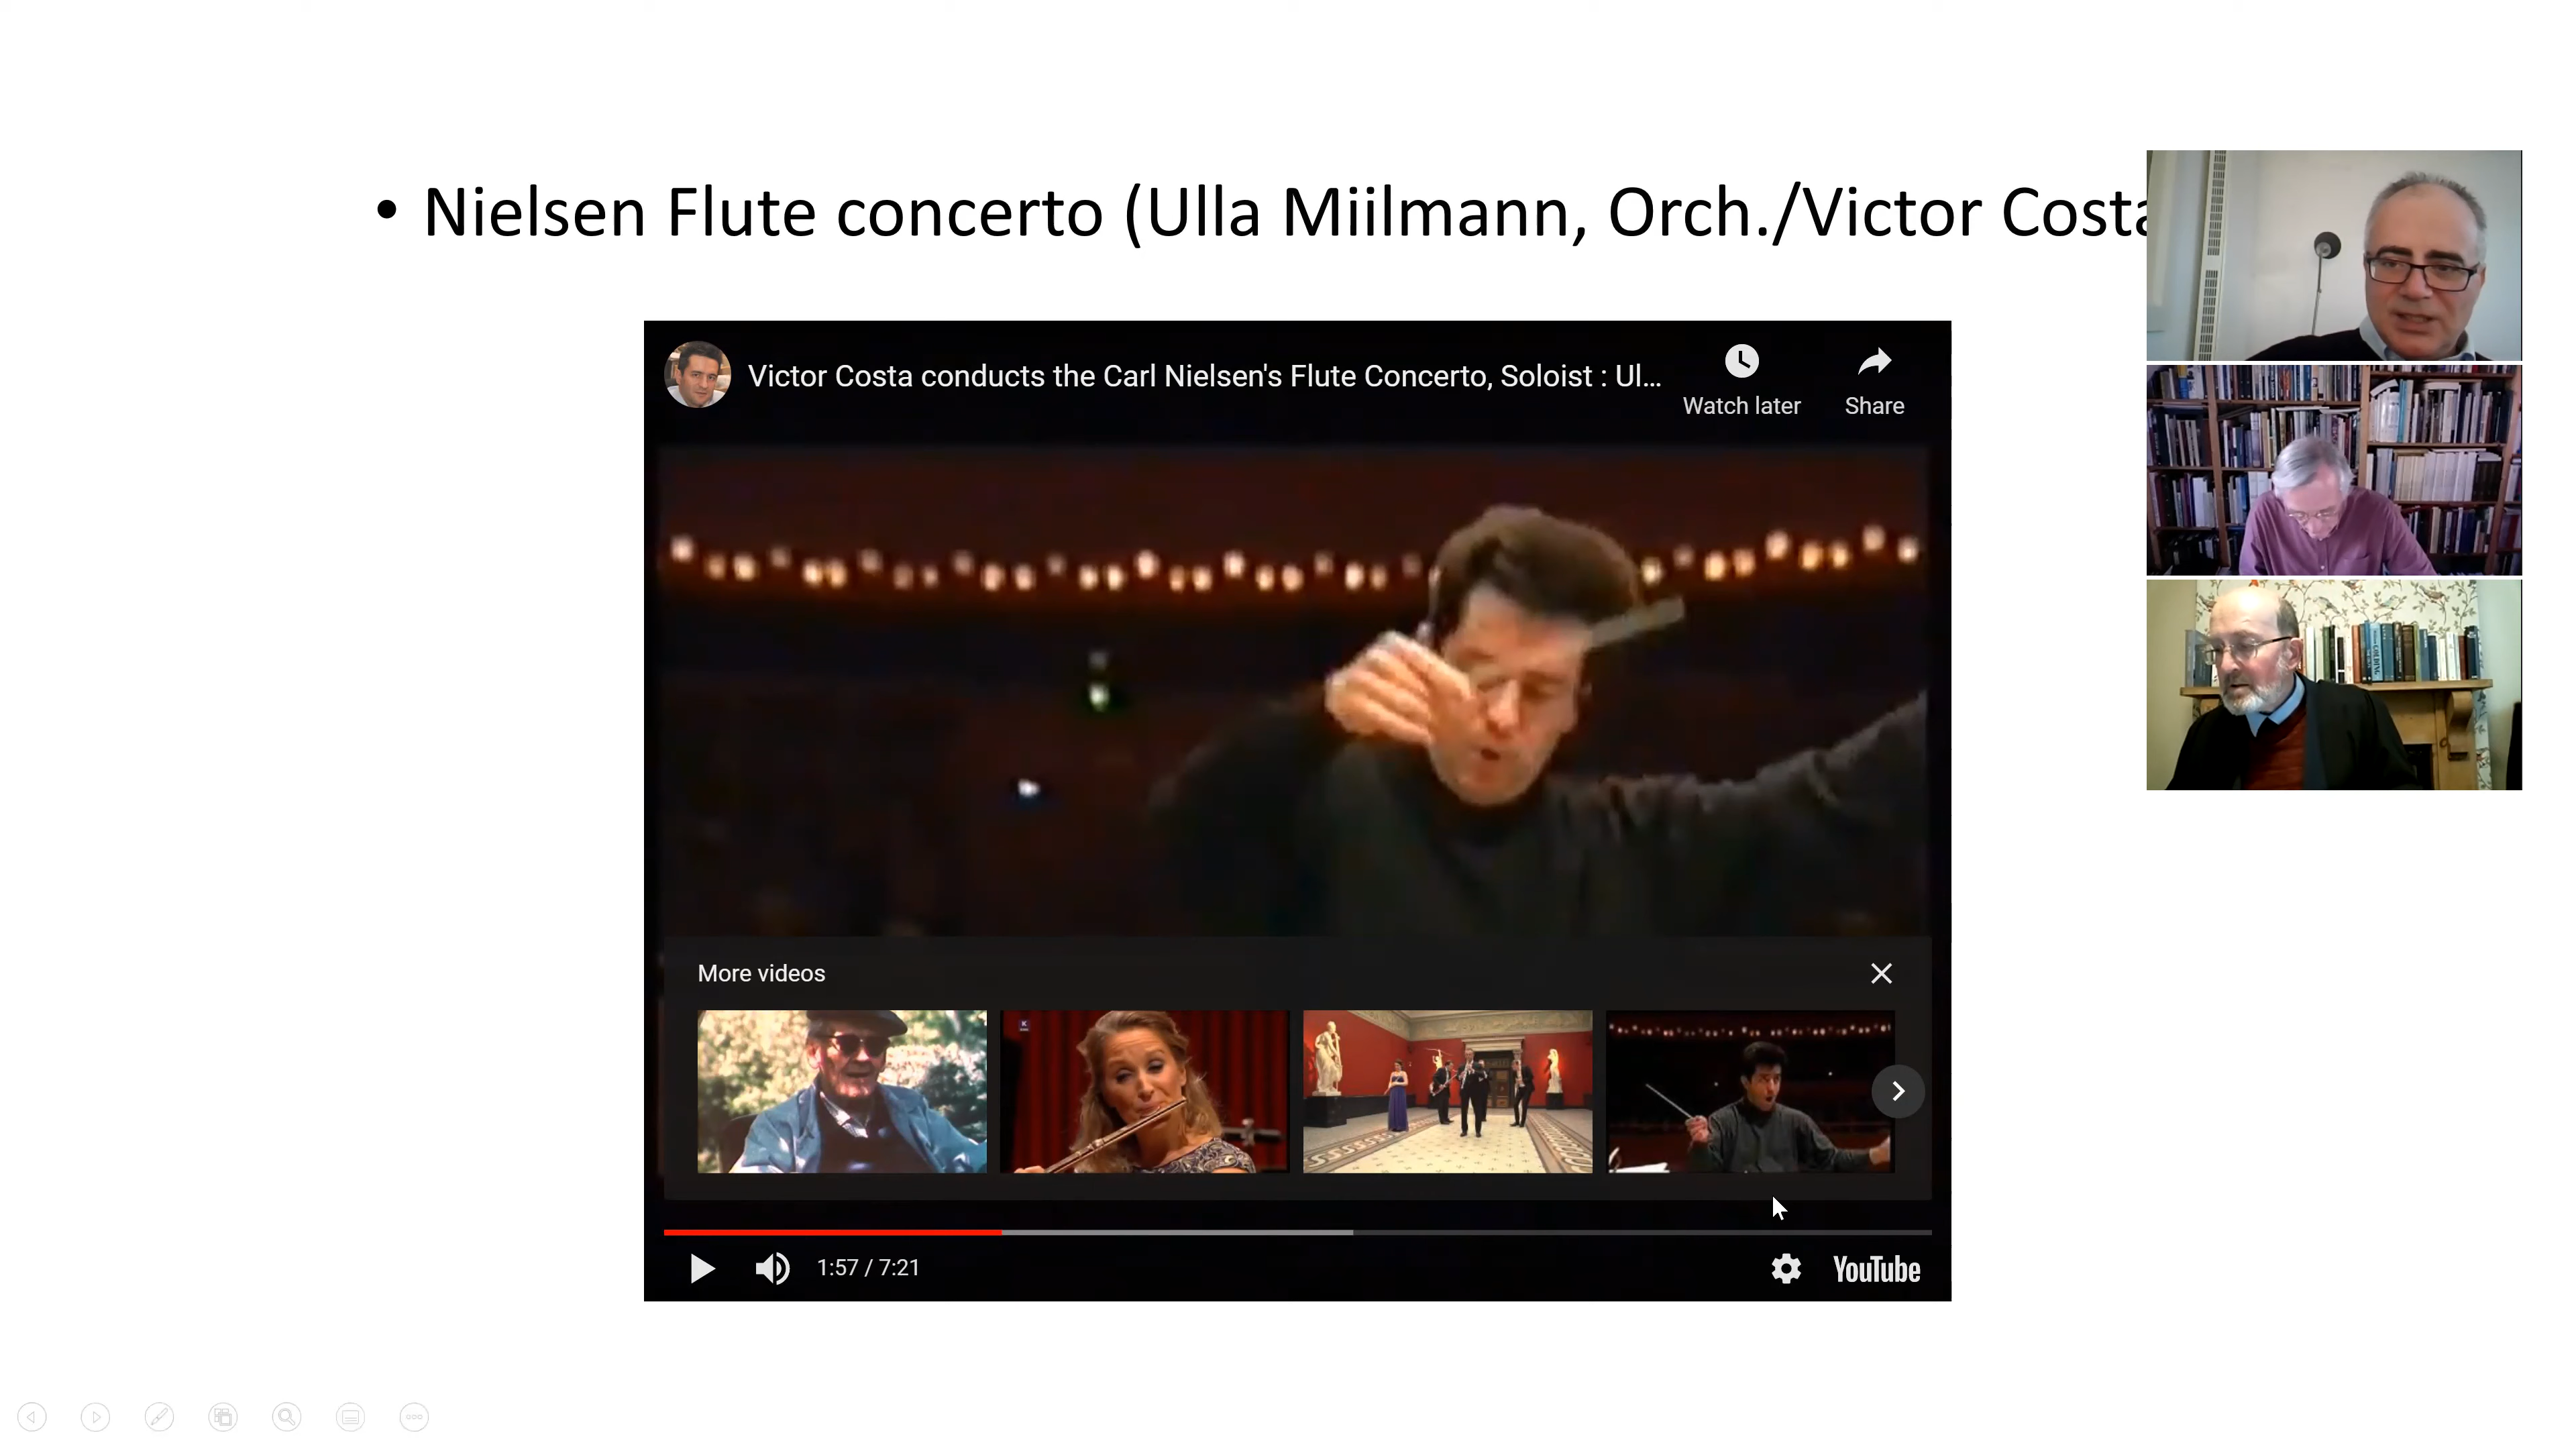 • Nielsen Flute concerto (Ulla Miilmann, Orch./Victor Costa
Victor Costa conducts the Carl Nielsen's Flute Concerto, Soloist : Ul...
Watch later
Share
More videos
1:57 / 7:21
YouTube